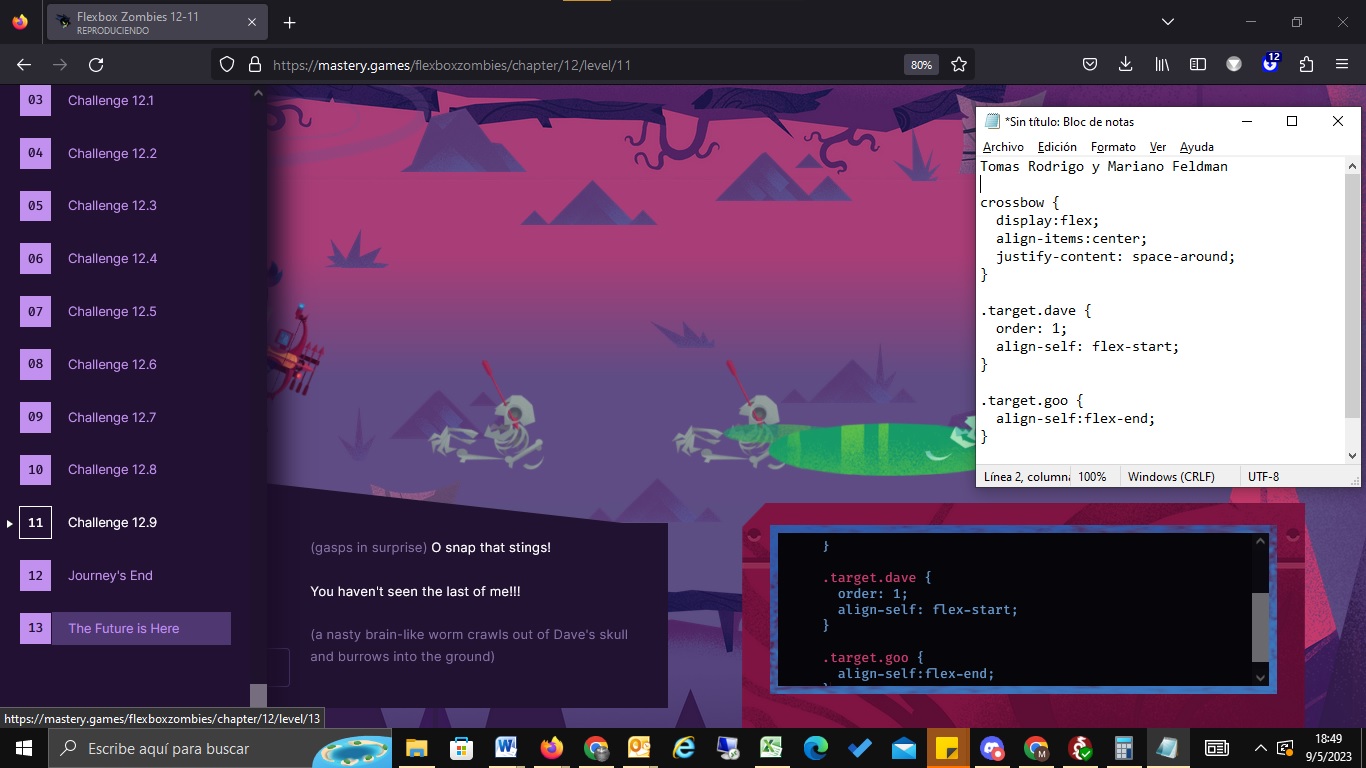 Flexbox Zombies 12-11
REPRODUCIENDO
https://mastery.games/flexboxzombies/chapter/12/level/11
80%
12
03 Challenge 12.1
04 Challenge 12.2
05 Challenge 12.3
06 Challenge 12.4
07 Challenge 12.5
08 Challenge 12.6
09 Challenge 12.7
10 Challenge 12.8
11 Challenge 12.9
12 Journey's End
13 The Future is Here
*Sin título: Bloc de notas
Archivo Edición Formato Ver Ayuda
Tomas Rodrigo y Mariano Feldman
crossbow {
display:flex;
align-items:center;
justify-content: space-around;
}
.target.dave {
order: 1;
align-self: flex-start;
}
.target.goo {
align-self:flex-end;
}
Línea 2, column 100% Windows (CRLF) UTF-8
(gasps in surprise) O snap that stings!
You haven't seen the last of me!!!
(a nasty brain-like worm crawls out of Dave's skull
and burrows into the ground)
}
.target.dave {
order: 1;
align-self: flex-start;
}
.target.goo {
align-self:flex-end;
}
https://mastery.games/flexboxzombies/chapter/12/level/13
Escribe aquí para buscar
18:49
9/5/2023